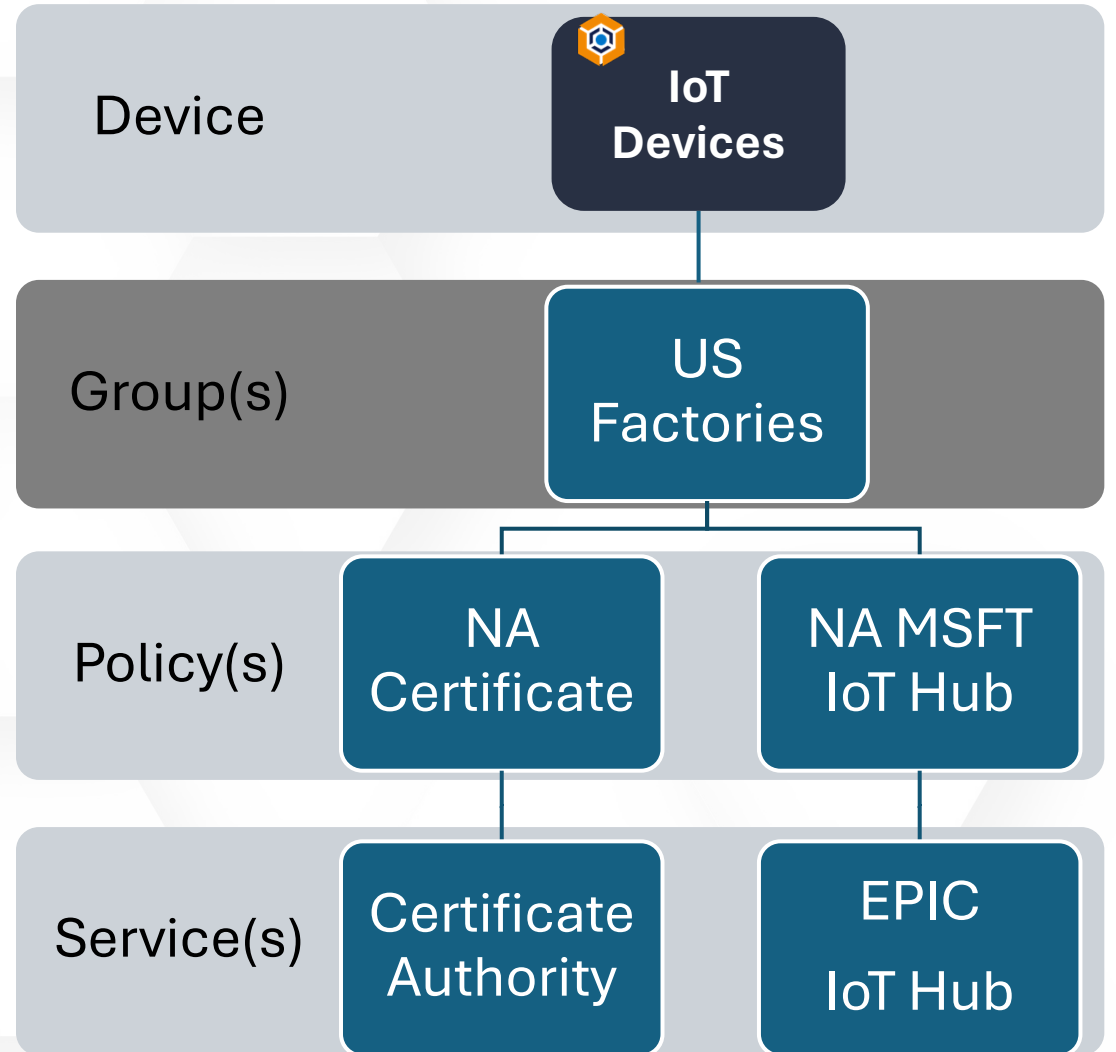 Device
IoT
Devices
Group(s)
US
Factories
Policy(s)
NA
Certificate
NA MSFT
IoT Hub
Service(s)
Certificate
Authority
EPIC
IoT Hub